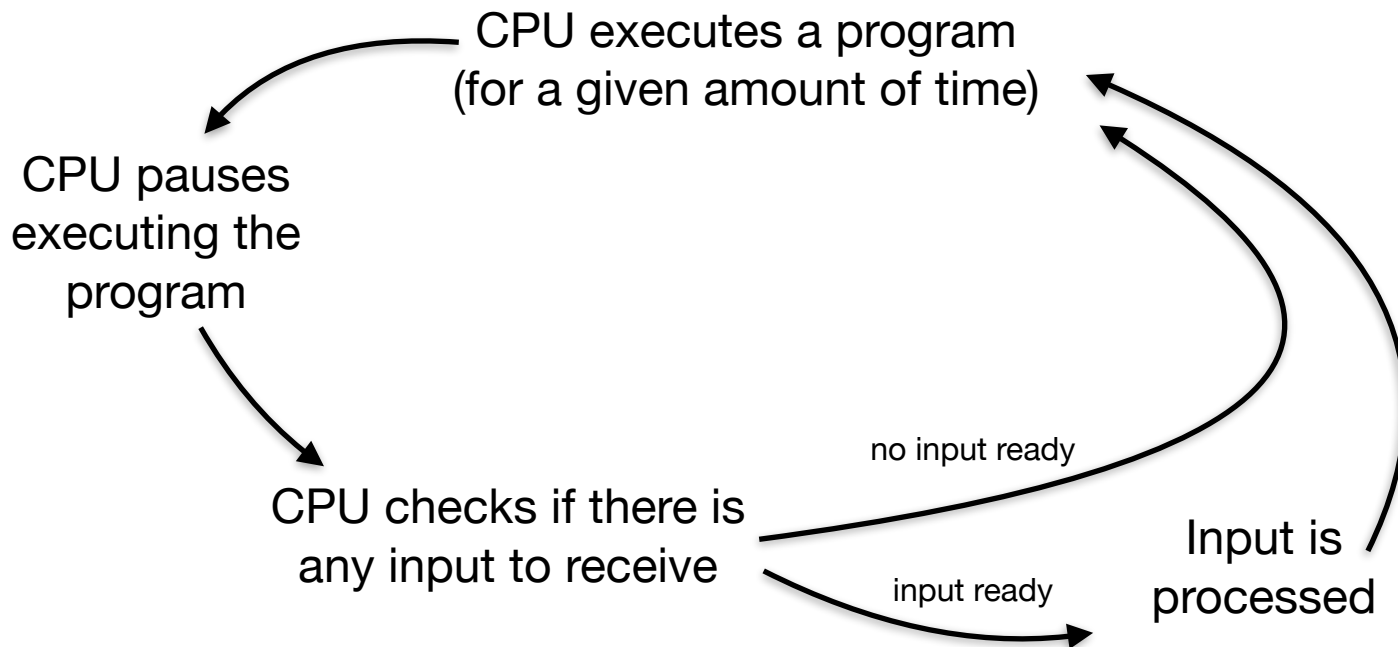 CPU executes a program
(for a given amount of time)
CPU pauses
executing the
program
CPU checks if there is
any input to receive
no input ready
input ready
Input is
processed